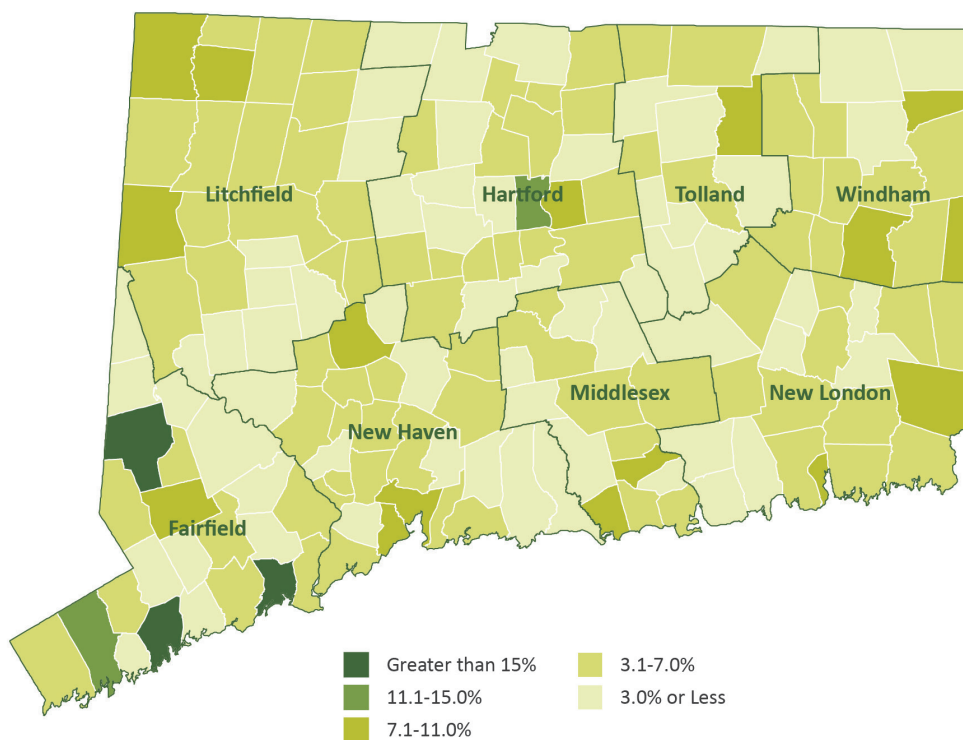 Litchfield
Hartford
Tolland
Windham
Middlesex
New London
New Haven
Fairfield
Greater than 15%
11.1-15.0%
7.1-11.0%
3.1-7.0%
3.0% or Less